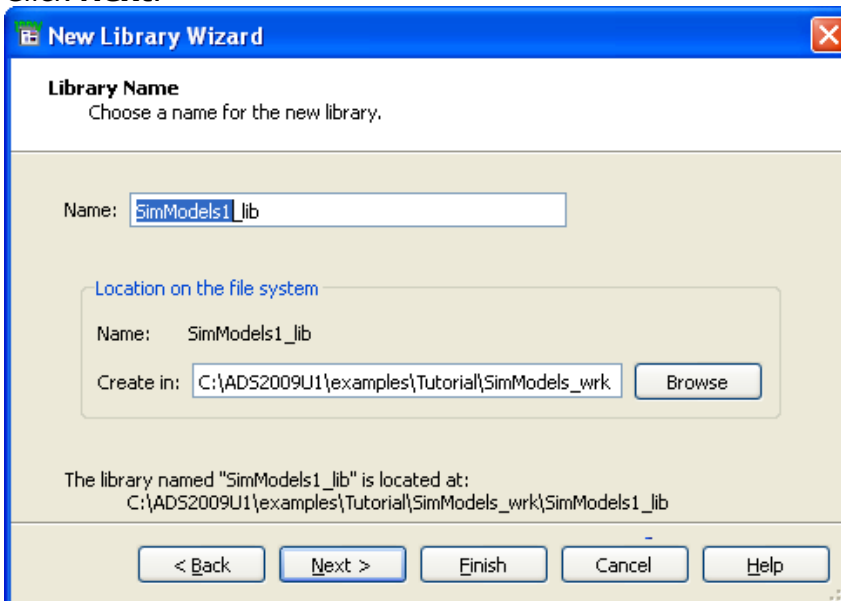 Click Next.
New Library Wizard
Library Name
Choose a name for the new library.
Name: SimModels1_lib
Location on the file system
Name: SimModels1_lib
Create in: C:\ADS2009U1\examples\Tutorial\SimModels_wrk Browse
The library named "SimModels1_lib" is located at:
C:\ADS2009U1\examples\Tutorial\SimModels_wrk\SimModels1_lib
< Back Next > Finish Cancel Help